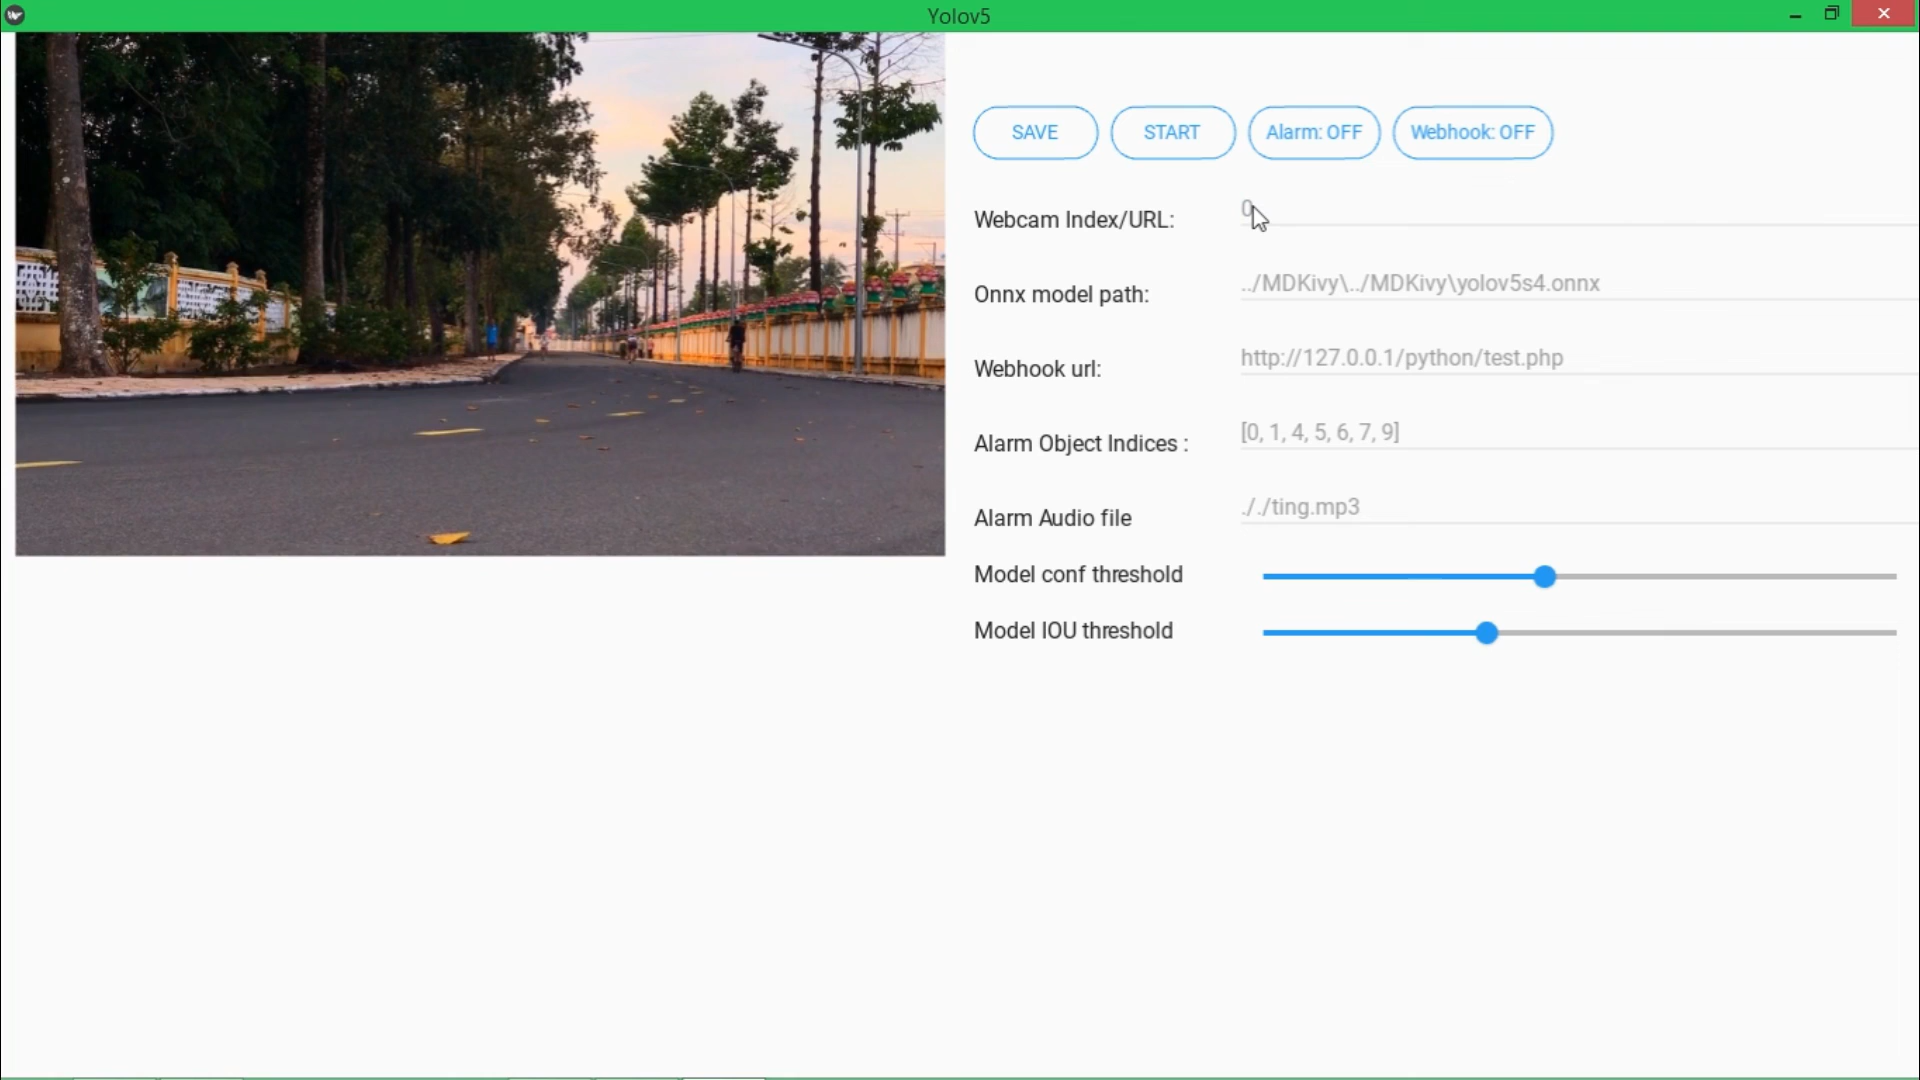 Yolov5
SAVE START Alarm: OFF Webhook: OFF
Webcam Index/URL: 0
Onnx model path: ../MDKivy\../MDKivy\yolov5s4.onnx
Webhook url: http://127.0.0.1/python/test.php
Alarm Object Indices : [0, 1, 4, 5, 6, 7, 9]
Alarm Audio file ././ting.mp3
Model conf threshold
Model IOU threshold